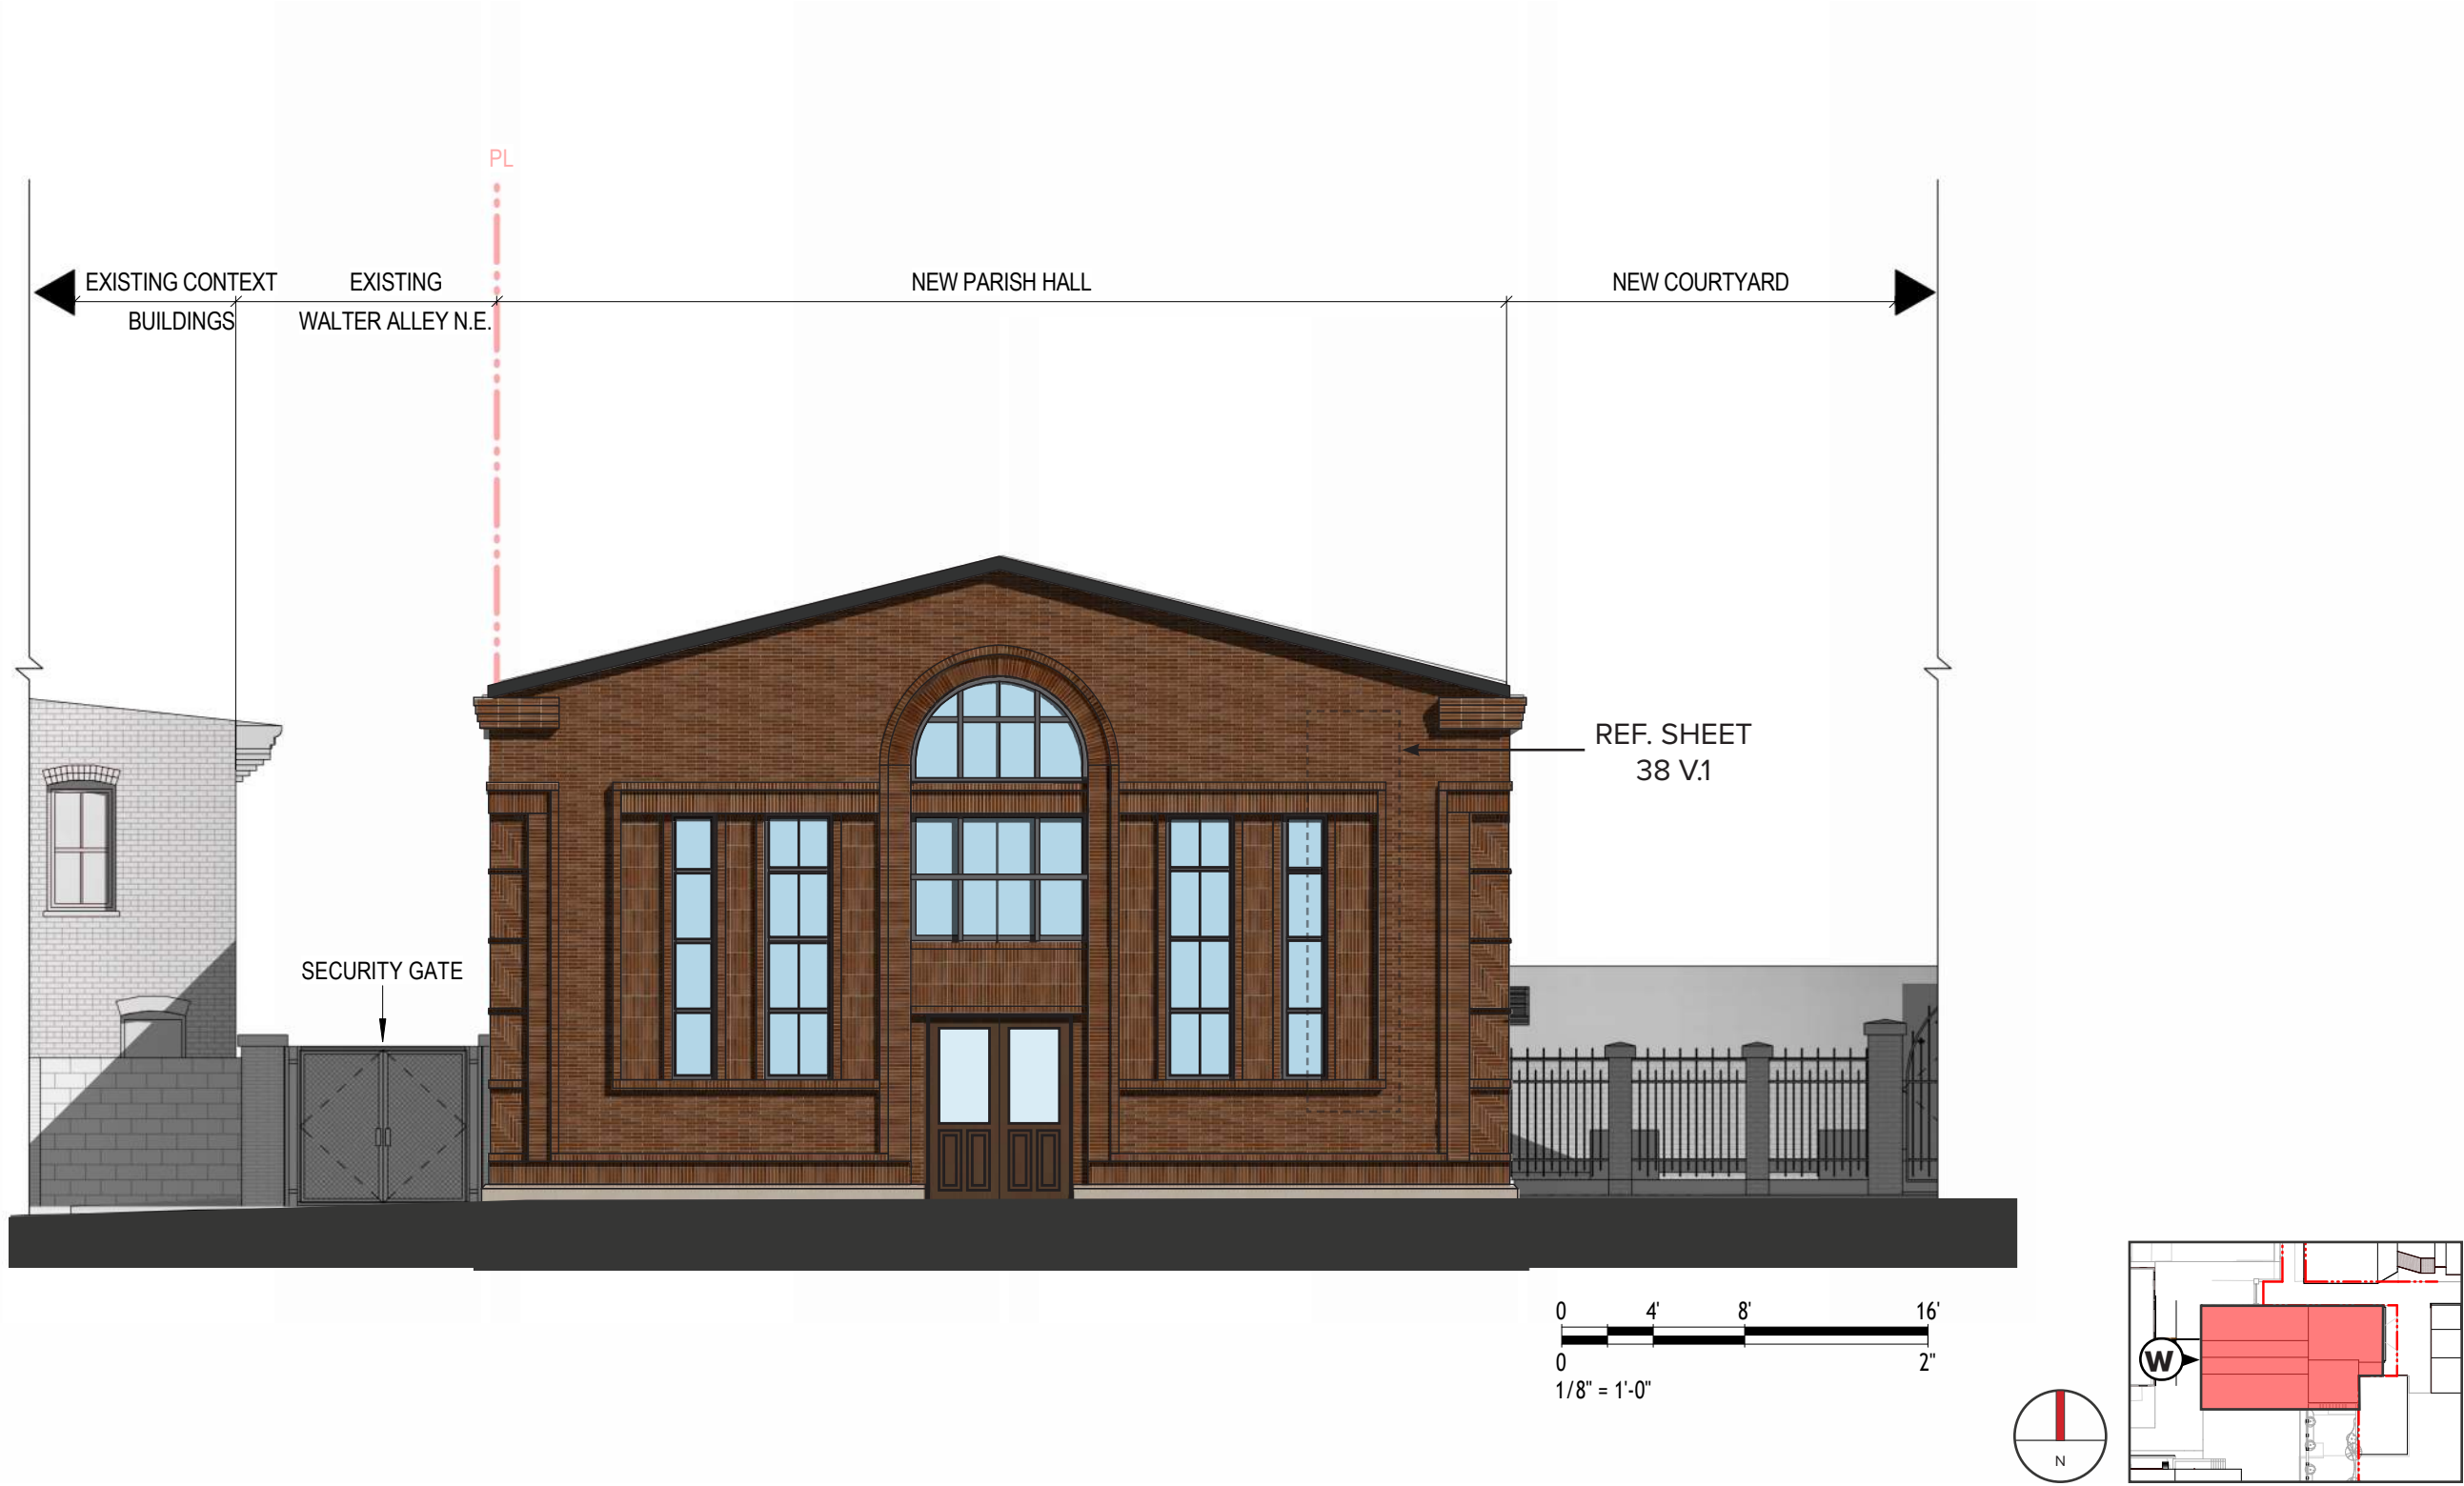 PL
EXISTING CONTEXT
BUILDINGS
EXISTING
WALTER ALLEY N.E.
NEW PARISH HALL
NEW COURTYARD
REF. SHEET
38 V.1
SECURITY GATE
0 4' 8' 16'
0 2"
1/8" = 1'-0"
W
N